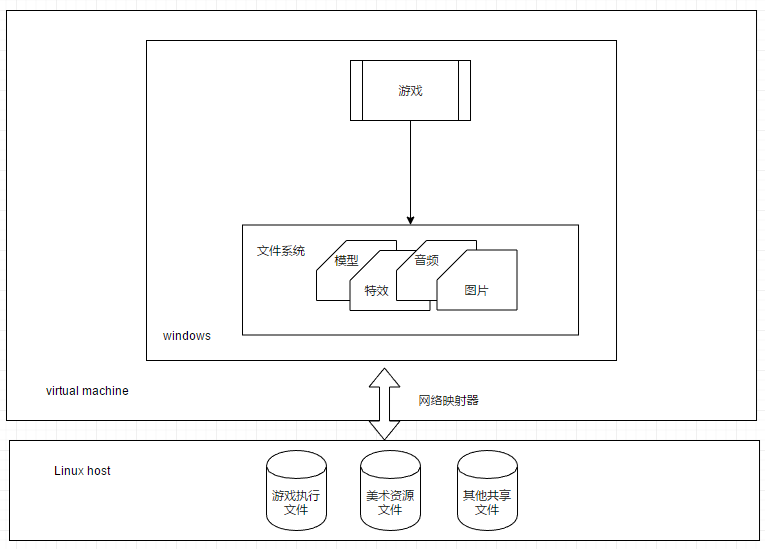 游戏
文件系统
模型
音频
特效
图片
windows
virtual machine
网络映射器
Linux host
游戏执行
文件
美术资源
文件
其他共享
文件